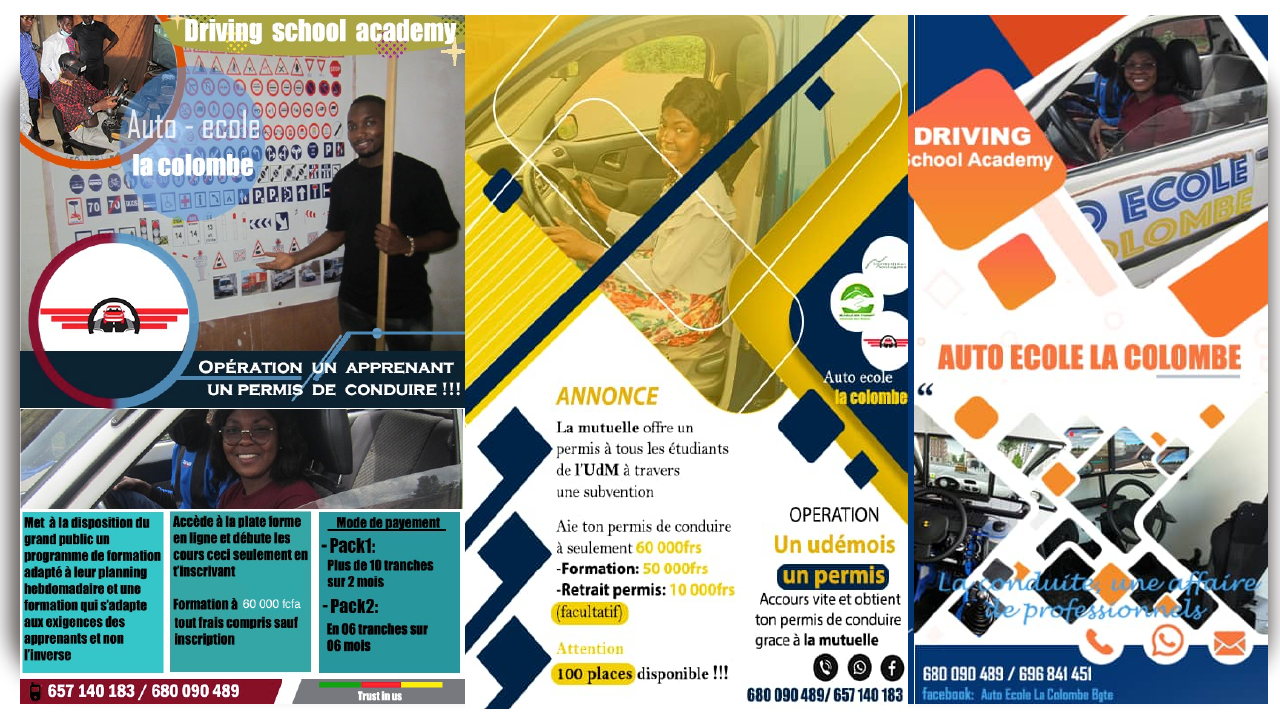 Driving school academy
Auto - ecole
la colombe
OPÉRATION UN APPRENANT
UN PERMIS DE CONDUIRE !!!
Met à la disposition du
grand public un
programme de formation
adapté à leur planning
hebdomadaire et une
formation qui s'adapte
aux exigences des
apprenants et non
l'inverse
Accède à la plate forme
en ligne et débute les
cours ceci seulement en
t'inscrivant
Formation à 60 000 fcfa
tout frais compris sauf
inscription
Mode de payement
- Pack1:
Plus de 10 tranches
sur 2 mois
- Pack2:
En 06 tranches sur
06 mois
657 140 183 / 680 090 489
Trust in us
Auto ecole
la colombe
ANNONCE
La mutuelle offre un
permis à tous les étudiants
de l'UdM à travers
une subvention
Aie ton permis de conduire
à seulement 60 000frs
-Formation: 50 000frs
-Retrait permis: 10 000frs
(facultatif)
Attention
100 places disponible !!!
OPERATION
Un udémois
un permis
Accours vite et obtient
ton permis de conduire
grace à la mutuelle
680 090 489/ 657 140 183
DRIVING
School Academy
O ECOLE
OLOMBE
AUTO ECOLE LA COLOMBE
“
La conduite, une affaire
de professionnels
680 090 489 / 696 841 451
facebook: Auto Ecole La Colombe Bgte